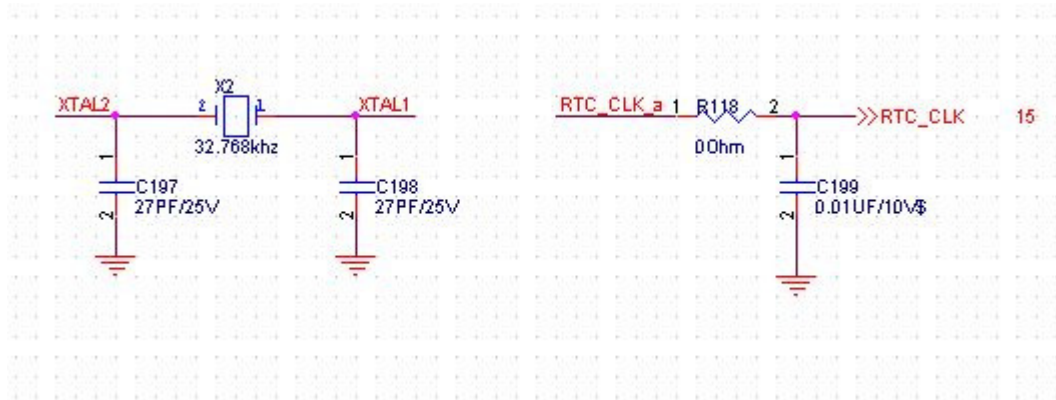 X2
XTAL2 2 1 XTAL1
32.768khz
1 1
C197 C198
27PF/25V 27PF/25V
2 2
RTC_CLK_a 1 R118 2 RTC_CLK 15
0Ohm
1
C199
0.01UF/10V$
2